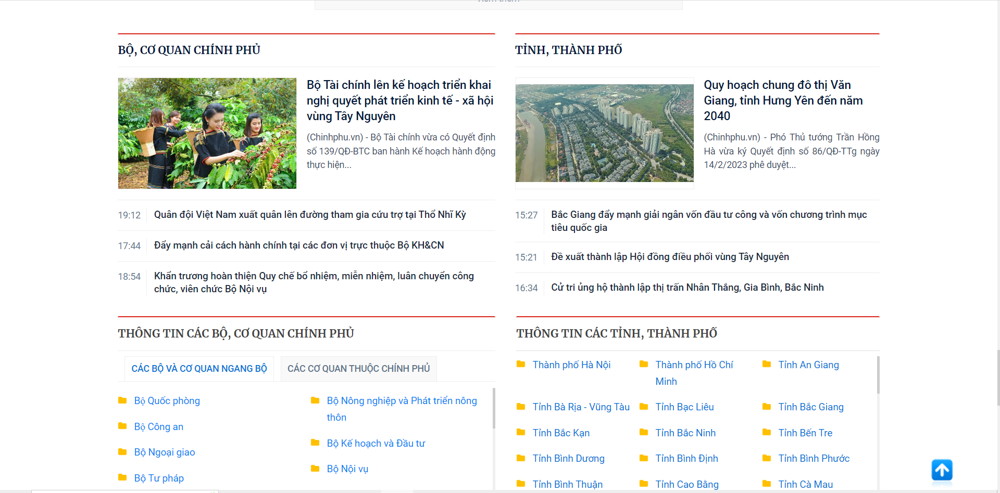 BỘ, CƠ QUAN CHÍNH PHỦ
Bộ Tài chính lên kế hoạch triển khai
nghị quyết phát triển kinh tế - xã hội
vùng Tây Nguyên
(Chinhphu.vn) - Bộ Tài chính vừa có Quyết định
số 139/QĐ-BTC ban hành Kế hoạch hành động
thực hiện...
19:12 Quân đội Việt Nam xuất quân lên đường tham gia cứu trợ tại Thổ Nhĩ Kỳ
17:44 Đẩy mạnh cải cách hành chính tại các đơn vị trực thuộc Bộ KH&CN
18:54 Khẩn trương hoàn thiện Quy chế bổ nhiệm, miễn nhiệm, luân chuyển công
chức, viên chức Bộ Nội vụ
TỈNH, THÀNH PHỐ
Quy hoạch chung đô thị Văn
Giang, tỉnh Hưng Yên đến năm
2040
(Chinhphu.vn) - Phó Thủ tướng Trần Hồng
Hà vừa ký Quyết định số 86/QĐ-TTg ngày
14/2/2023 phê duyệt...
15:27 Bắc Giang đẩy mạnh giải ngân vốn đầu tư công và vốn chương trình mục
tiêu quốc gia
15:21 Đề xuất thành lập Hội đồng điều phối vùng Tây Nguyên
16:34 Cử tri ủng hộ thành lập thị trấn Nhân Thắng, Gia Bình, Bắc Ninh
THÔNG TIN CÁC BỘ, CƠ QUAN CHÍNH PHỦ
CÁC BỘ VÀ CƠ QUAN NGANG BỘ
CÁC CƠ QUAN THUỘC CHÍNH PHỦ
Bộ Quốc phòng
Bộ Công an
Bộ Ngoại giao
Bộ Tư pháp
Bộ Nông nghiệp và Phát triển nông
thôn
Bộ Kế hoạch và Đầu tư
Bộ Nội vụ
THÔNG TIN CÁC TỈNH, THÀNH PHỐ
Thành phố Hà Nội
Thành phố Hồ Chí
Minh
Tỉnh An Giang
Tỉnh Bà Rịa - Vũng Tàu
Tỉnh Bạc Liêu
Tỉnh Bắc Giang
Tỉnh Bắc Kạn
Tỉnh Bắc Ninh
Tỉnh Bến Tre
Tỉnh Bình Dương
Tỉnh Bình Định
Tỉnh Bình Phước
Tỉnh Bình Thuận
Tỉnh Cao Bằng
Tỉnh Cà Mau